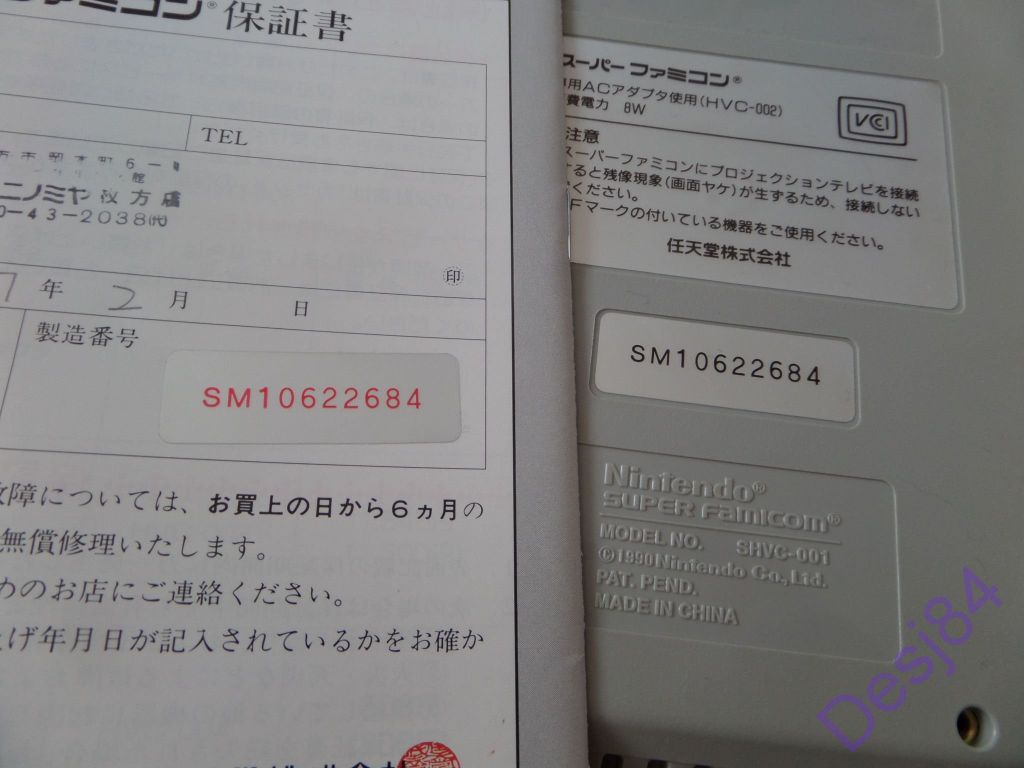 ファミコン® 保証書
TEL
ニノミヤ枚方店
0-43-2038㈹
年 2 月 日
印
製造番号
SM10622684
故障については、お買上の日から6ヵ月の
無償修理いたします。
めのお店にご連絡ください。
上げ年月日が記入されているかをお確か
スーパーファミコン®
専用ACアダプタ使用(HVC-002)
費電力 8W
VCI
注意
スーパーファミコンにプロジェクションテレビを接続
すると残像現象(画面ヤケ)が生ずるため、接続しない
ください。
Fマークの付いている機器をご使用ください。
任天堂株式会社
SM10622684
Nintendo®
SUPER FAMICOM®
MODEL NO. SHVC-001
©1990 Nintendo Co., Ltd.
PAT. PEND.
MADE IN CHINA
Desj84